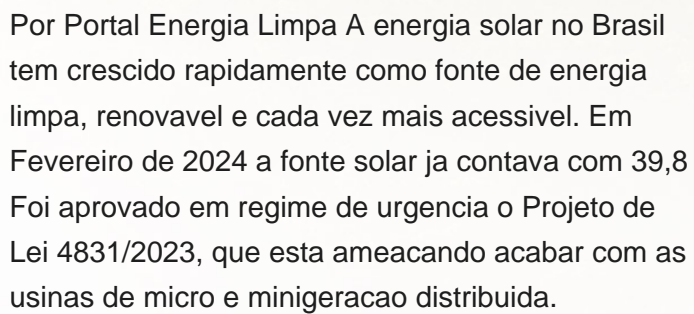 Por Portal Energia Limpa A energia solar no Brasil
tem crescido rapidamente como fonte de energia
limpa, renovavel e cada vez mais acessivel. Em
Fevereiro de 2024 a fonte solar ja contava com 39,8
Foi aprovado em regime de urgencia o Projeto de
Lei 4831/2023, que esta ameacando acabar com as
usinas de micro e minigeracao distribuida.